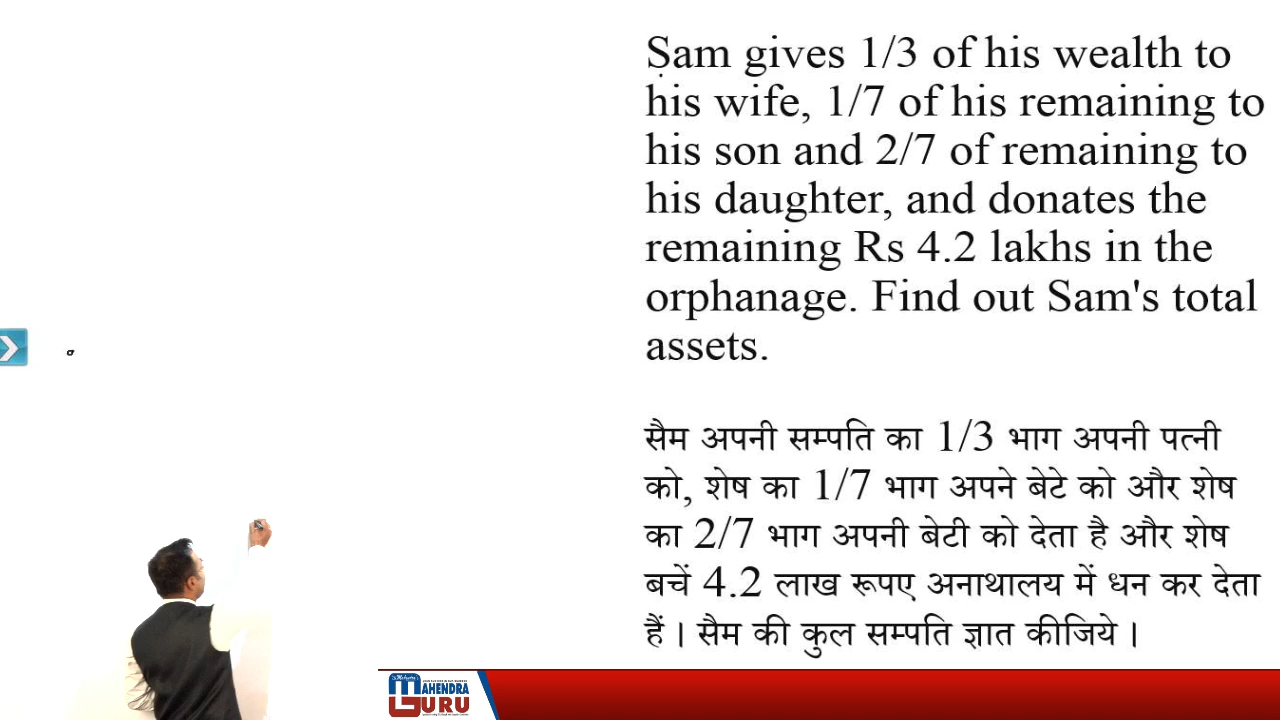 Sam gives 1/3 of his wealth to
his wife, 1/7 of his remaining to
his son and 2/7 of remaining to
his daughter, and donates the
remaining Rs 4.2 lakhs in the
orphanage. Find out Sam's total
assets.
सैम अपनी सम्पति का 1/3 भाग अपनी पत्नी
को, शेष का 1/7 भाग अपने बेटे को और शेष
का 2/7 भाग अपनी बेटी को देता है और शेष
बचें 4.2 लाख रूपए अनाथालय में धन कर देता
हैं । सैम की कुल सम्पति ज्ञात कीजिये ।
MAHENDRA
GURU